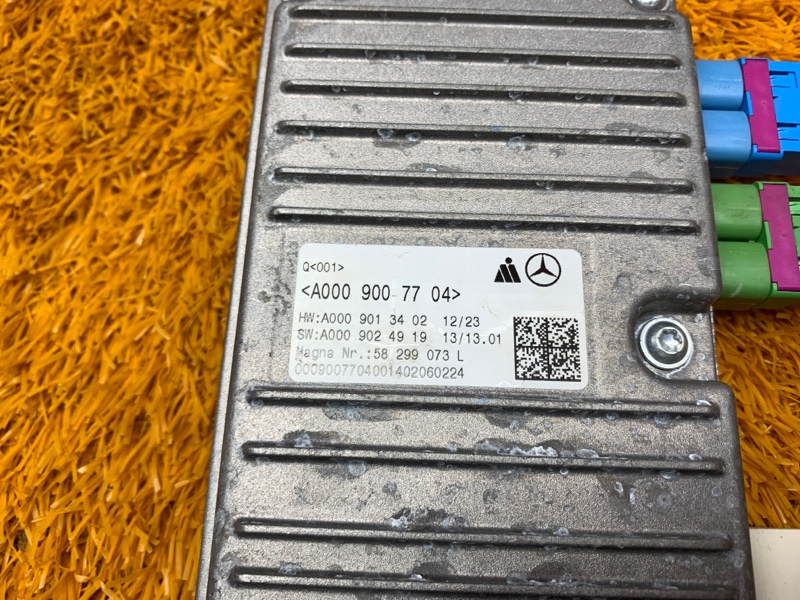 Q<001>
<A000 900 77 04>
HW:A000 901 34 02 12/23
SW:A000 902 49 19 13/13.01
Magna Nr.:58 299 073 L
0009007704001402060224